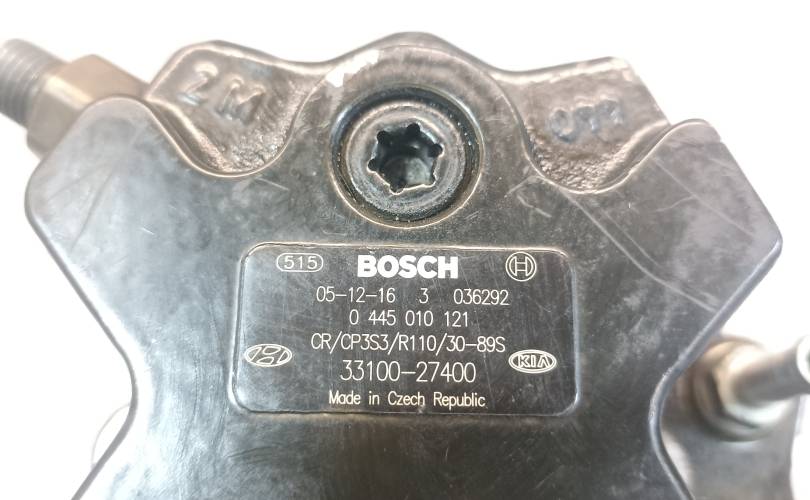 2M
099
515 BOSCH
05-12-16 3 036292
0 445 010 121
CR/CP3S3/R110/30-89S
KIA
33100-27400
Made in Czech Republic